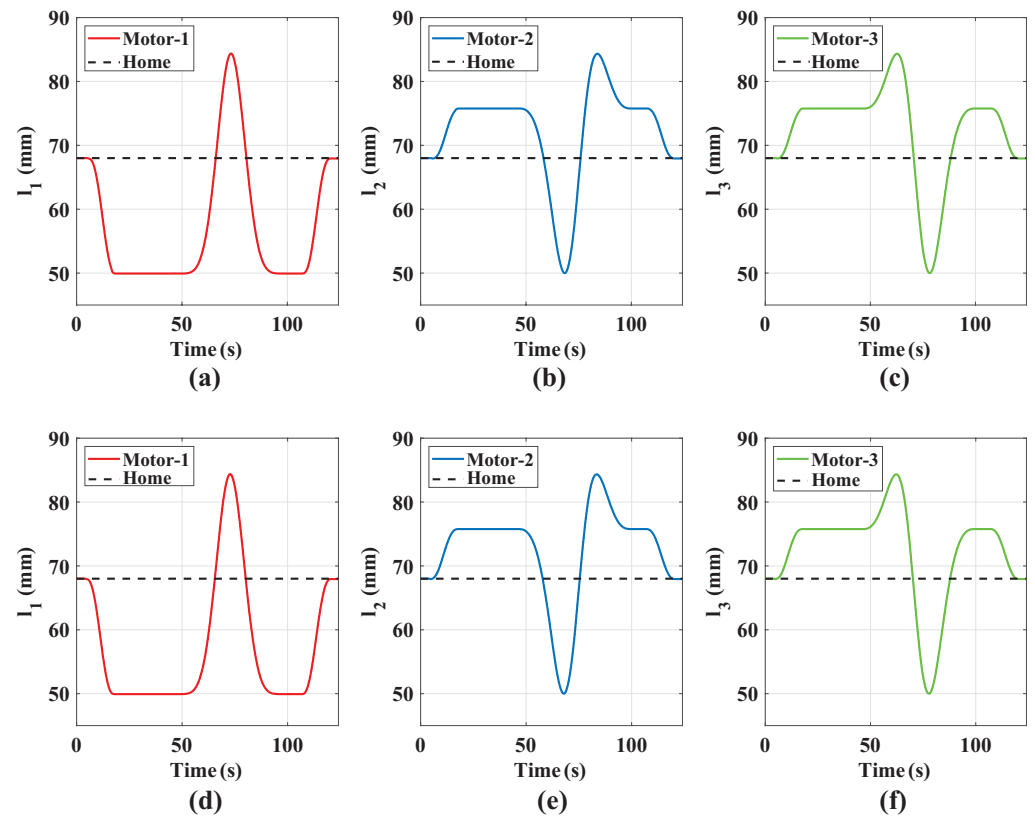 90
80
70
60
50
l1 (mm)
Motor-1
Home
0 50 100
Time (s)
(a)
90
80
70
60
50
l2 (mm)
Motor-2
Home
0 50 100
Time (s)
(b)
90
80
70
60
50
l3 (mm)
Motor-3
Home
0 50 100
Time (s)
(c)
90
80
70
60
50
l1 (mm)
Motor-1
Home
0 50 100
Time (s)
(d)
90
80
70
60
50
l2 (mm)
Motor-2
Home
0 50 100
Time (s)
(e)
90
80
70
60
50
l3 (mm)
Motor-3
Home
0 50 100
Time (s)
(f)